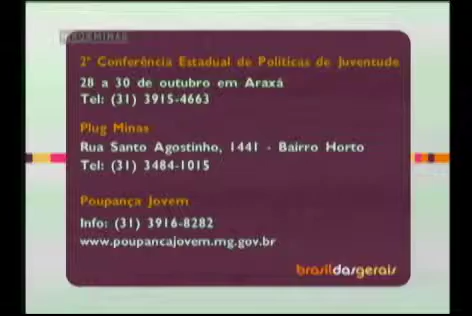 REDE MINAS
2ª Conferência Estadual de Políticas de Juventude
28 a 30 de outubro em Araxá
Tel: (31) 3915-4663
Plug Minas
Rua Santo Agostinho, 1441 - Bairro Horto
Tel: (31) 3484-1015
Poupança Jovem
Info: (31) 3916-8282
www.poupancajovem.mg.gov.br
brasildasgerais